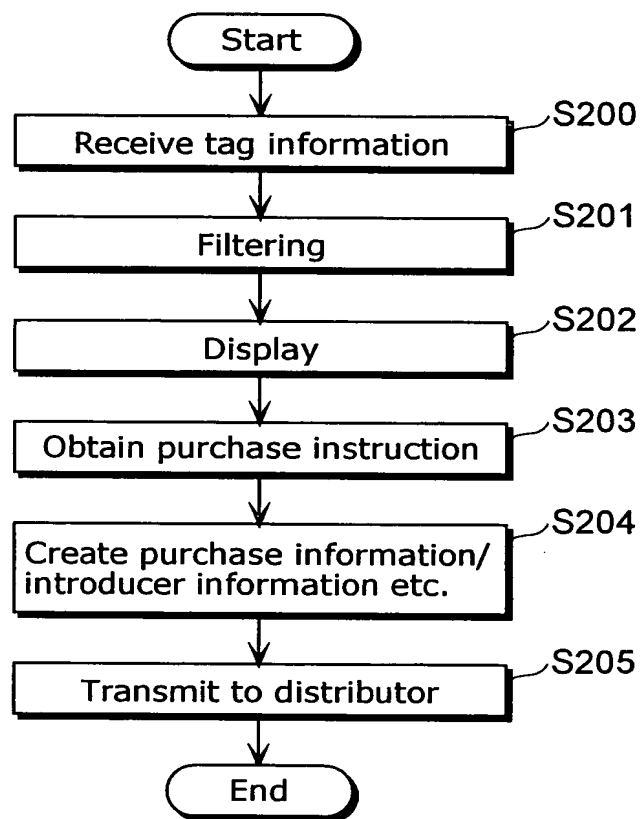 Start
Receive tag information
S200
Filtering
S201
Display
S202
Obtain purchase instruction
S203
Create purchase information/
introducer information etc.
S204
Transmit to distributor
S205
End